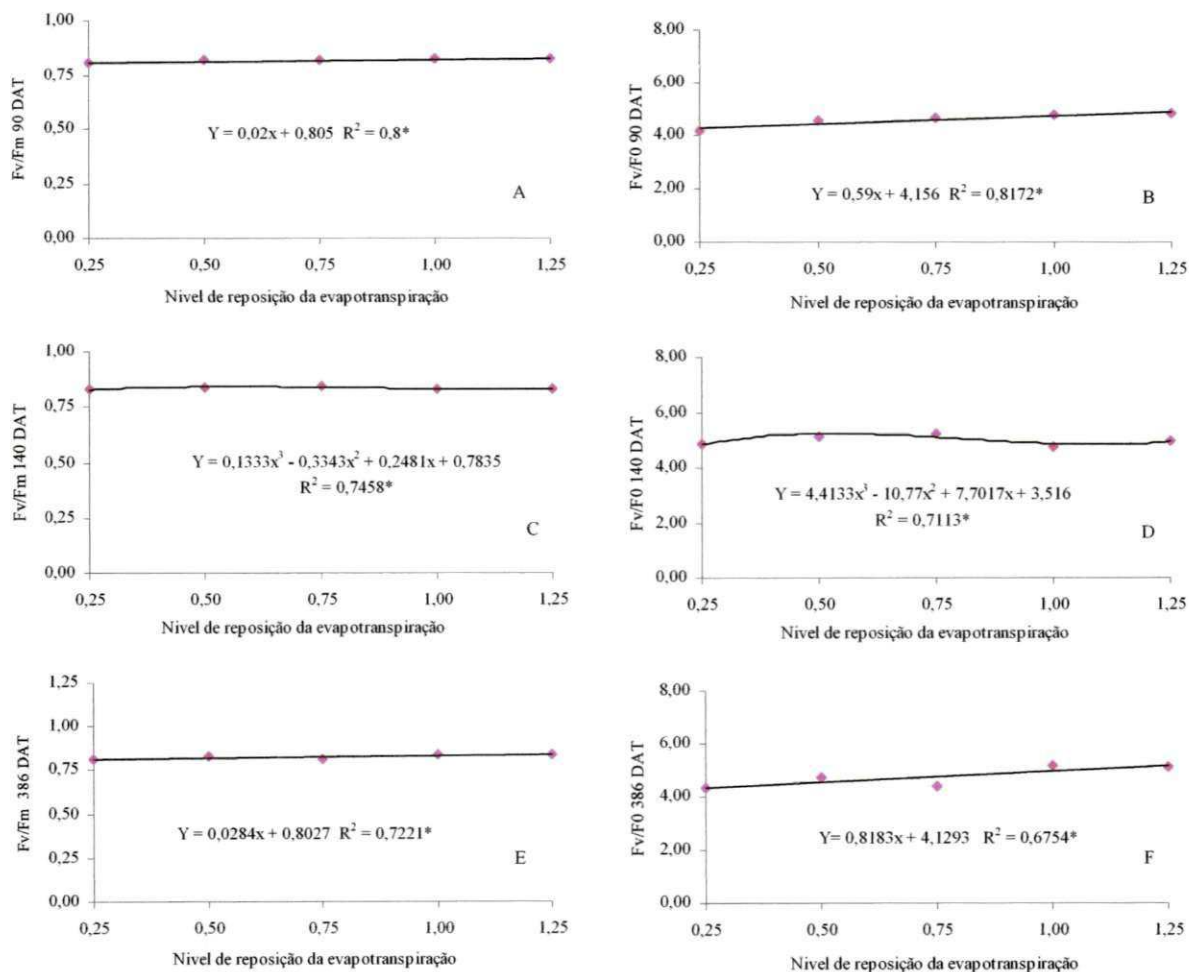 1,00
0,75
0,50
0,25
0,00
Fv/Fm 90 DAT
Y = 0,02x + 0,805 R² = 0,8*
A
0,25 0,50 0,75 1,00 1,25
Nivel de reposição da evapotranspiração
8,00
6,00
4,00
2,00
0,00
Fv/F0 90 DAT
Y = 0,59x + 4,156 R² = 0,8172*
B
0,25 0,50 0,75 1,00 1,25
Nivel de reposição da evapotranspiração
1,00
0,75
0,50
0,25
0,00
Fv/Fm 140 DAT
Y = 0,1333x³ - 0,3343x² + 0,2481x + 0,7835
R² = 0,7458*
C
0,25 0,50 0,75 1,00 1,25
Nivel de reposição da evapotranspiração
8,00
6,00
4,00
2,00
0,00
Fv/F0 140 DAT
Y = 4,4133x³ - 10,77x² + 7,7017x + 3,516
R² = 0,7113*
D
0,25 0,50 0,75 1,00 1,25
Nivel de reposição da evapotranspiração
1,25
1,00
0,75
0,50
0,25
0,00
Fv/Fm 386 DAT
Y = 0,0284x + 0,8027 R² = 0,7221*
E
0,25 0,50 0,75 1,00 1,25
Nivel de reposição da evapotranspiração
8,00
6,00
4,00
2,00
0,00
Fv/F0 386 DAT
Y= 0,8183x + 4,1293 R² = 0,6754*
F
0,25 0,50 0,75 1,00 1,25
Nivel de reposição da evapotranspiração